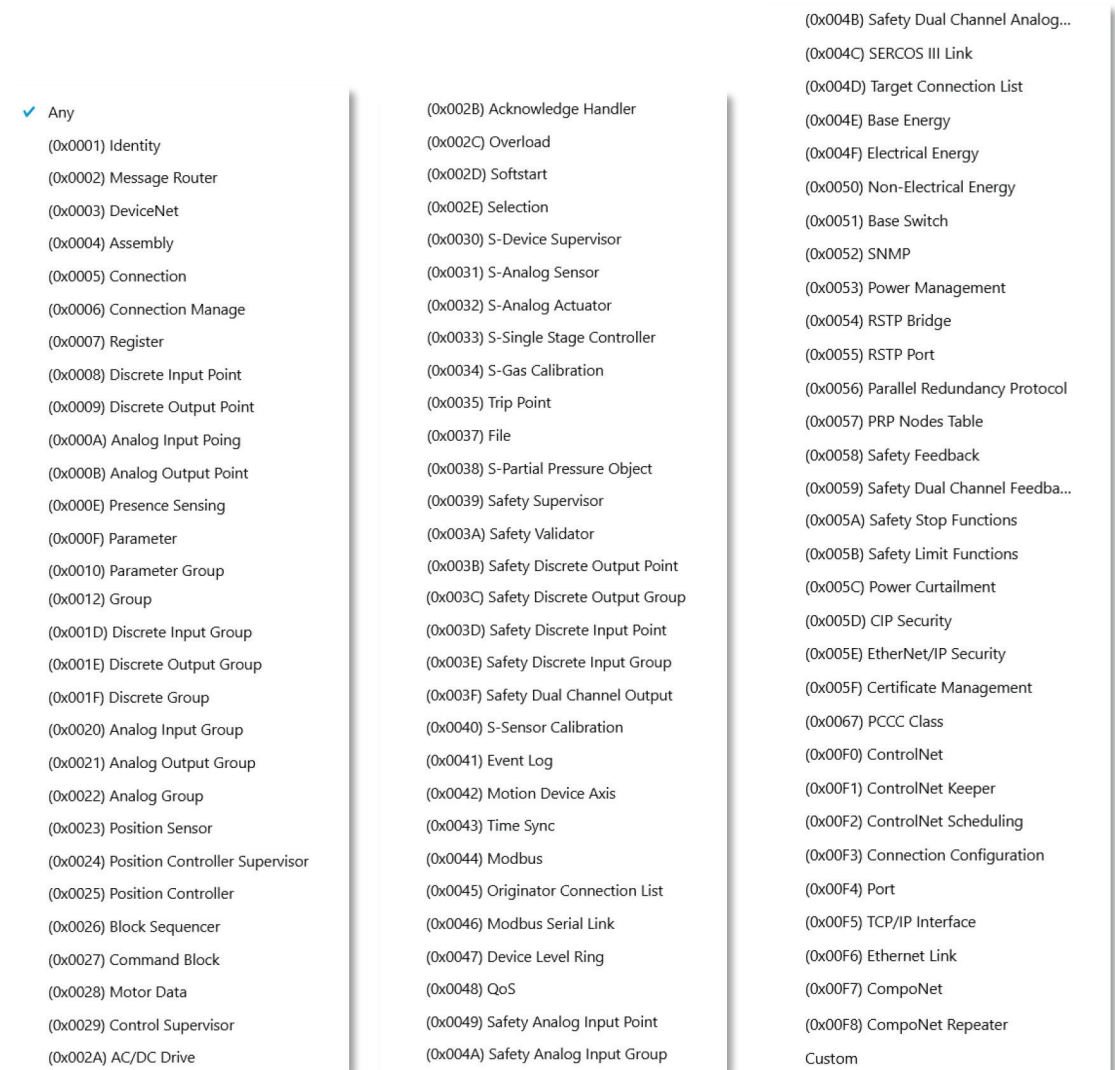 Any
(0x0001) Identity
(0x0002) Message Router
(0x0003) DeviceNet
(0x0004) Assembly
(0x0005) Connection
(0x0006) Connection Manage
(0x0007) Register
(0x0008) Discrete Input Point
(0x0009) Discrete Output Point
(0x000A) Analog Input Poing
(0x000B) Analog Output Point
(0x000E) Presence Sensing
(0x000F) Parameter
(0x0010) Parameter Group
(0x0012) Group
(0x001D) Discrete Input Group
(0x001E) Discrete Output Group
(0x001F) Discrete Group
(0x0020) Analog Input Group
(0x0021) Analog Output Group
(0x0022) Analog Group
(0x0023) Position Sensor
(0x0024) Position Controller Supervisor
(0x0025) Position Controller
(0x0026) Block Sequencer
(0x0027) Command Block
(0x0028) Motor Data
(0x0029) Control Supervisor
(0x002A) AC/DC Drive
(0x002B) Acknowledge Handler
(0x002C) Overload
(0x002D) Softstart
(0x002E) Selection
(0x0030) S-Device Supervisor
(0x0031) S-Analog Sensor
(0x0032) S-Analog Actuator
(0x0033) S-Single Stage Controller
(0x0034) S-Gas Calibration
(0x0035) Trip Point
(0x0037) File
(0x0038) S-Partial Pressure Object
(0x0039) Safety Supervisor
(0x003A) Safety Validator
(0x003B) Safety Discrete Output Point
(0x003C) Safety Discrete Output Group
(0x003D) Safety Discrete Input Point
(0x003E) Safety Discrete Input Group
(0x003F) Safety Dual Channel Output
(0x0040) S-Sensor Calibration
(0x0041) Event Log
(0x0042) Motion Device Axis
(0x0043) Time Sync
(0x0044) Modbus
(0x0045) Originator Connection List
(0x0046) Modbus Serial Link
(0x0047) Device Level Ring
(0x0048) QoS
(0x0049) Safety Analog Input Point
(0x004A) Safety Analog Input Group
(0x004B) Safety Dual Channel Analog...
(0x004C) SERCOS III Link
(0x004D) Target Connection List
(0x004E) Base Energy
(0x004F) Electrical Energy
(0x0050) Non-Electrical Energy
(0x0051) Base Switch
(0x0052) SNMP
(0x0053) Power Management
(0x0054) RSTP Bridge
(0x0055) RSTP Port
(0x0056) Parallel Redundancy Protocol
(0x0057) PRP Nodes Table
(0x0058) Safety Feedback
(0x0059) Safety Dual Channel Feedba...
(0x005A) Safety Stop Functions
(0x005B) Safety Limit Functions
(0x005C) Power Curtailment
(0x005D) CIP Security
(0x005E) EtherNet/IP Security
(0x005F) Certificate Management
(0x0067) PCCC Class
(0x00F0) ControlNet
(0x00F1) ControlNet Keeper
(0x00F2) ControlNet Scheduling
(0x00F3) Connection Configuration
(0x00F4) Port
(0x00F5) TCP/IP Interface
(0x00F6) Ethernet Link
(0x00F7) CompoNet
(0x00F8) CompoNet Repeater
Custom